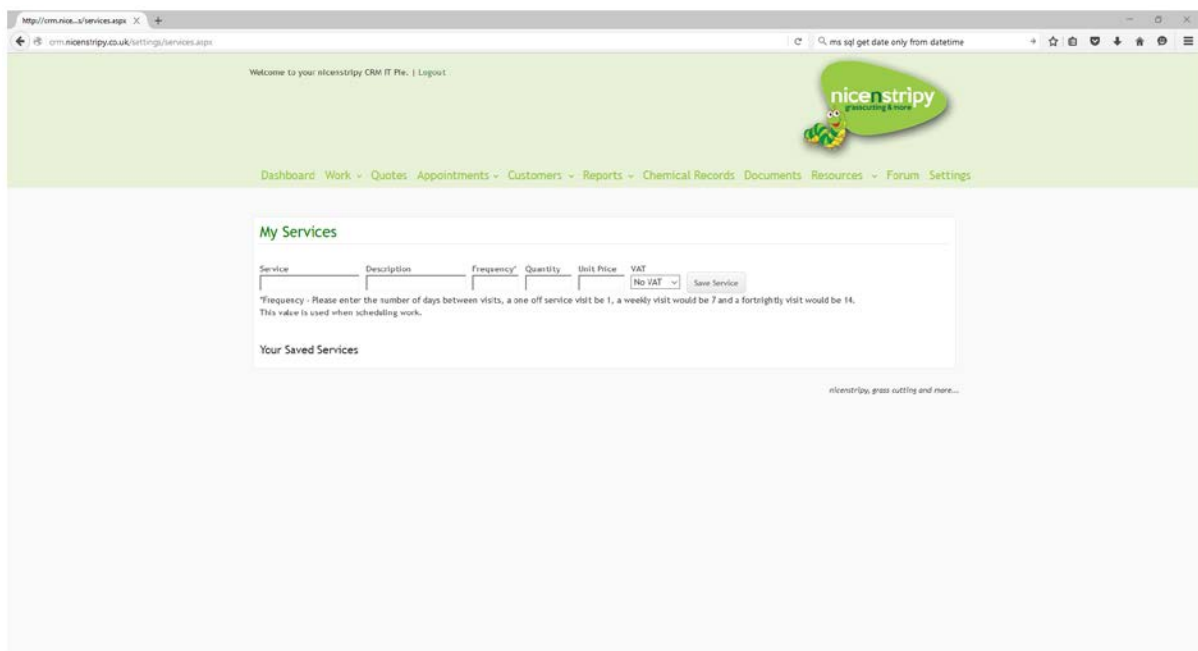 http://crm.nice...s/services.aspx
crm.nicenstripy.co.uk/settings/services.aspx
ms sql get date only from datetime
Welcome to your nicenstripy CRM IT Pie. | Logout
nicenstripy
grasscutting & more
Dashboard Work Quotes Appointments Customers Reports Chemical Records Documents Resources Forum Settings
My Services
Service Description Frequency* Quantity Unit Price VAT
No VAT Save Service
*Frequency - Please enter the number of days between visits, a one off service visit be 1, a weekly visit would be 7 and a fortnightly visit would be 14.
This value is used when scheduling work.
Your Saved Services
nicenstripy, grass cutting and more...